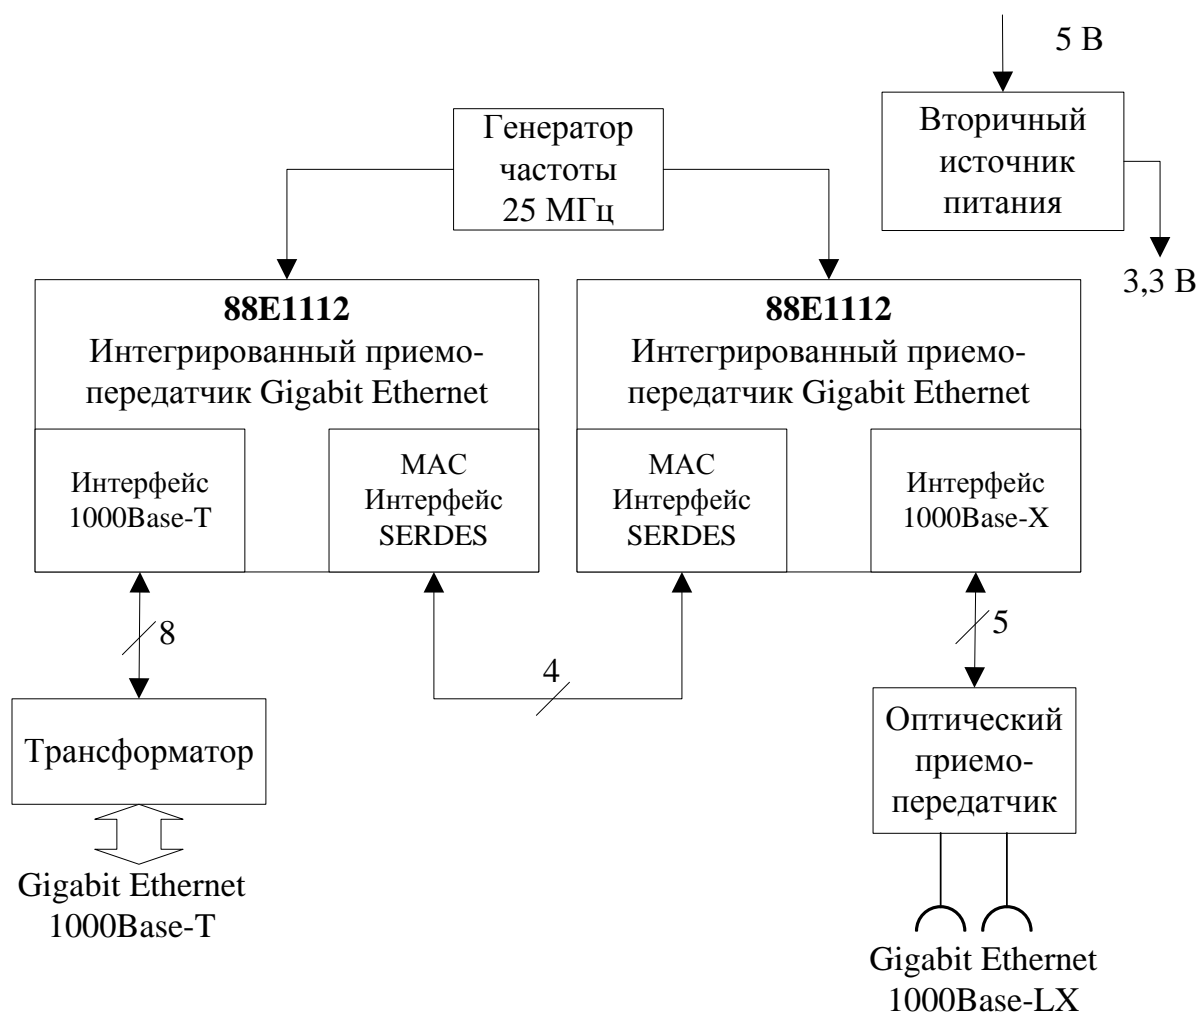 5 В
Генератор
частоты
25 МГц
Вторичный
источник
питания
3,3 В
88E1112
Интегрированный приемо-
передатчик Gigabit Ethernet
88E1112
Интегрированный приемо-
передатчик Gigabit Ethernet
Интерфейс
1000Base-T
MAC
Интерфейс
SERDES
MAC
Интерфейс
SERDES
Интерфейс
1000Base-X
8
4
5
Трансформатор
Оптический
приемо-
передатчик
Gigabit Ethernet
1000Base-T
Gigabit Ethernet
1000Base-LX